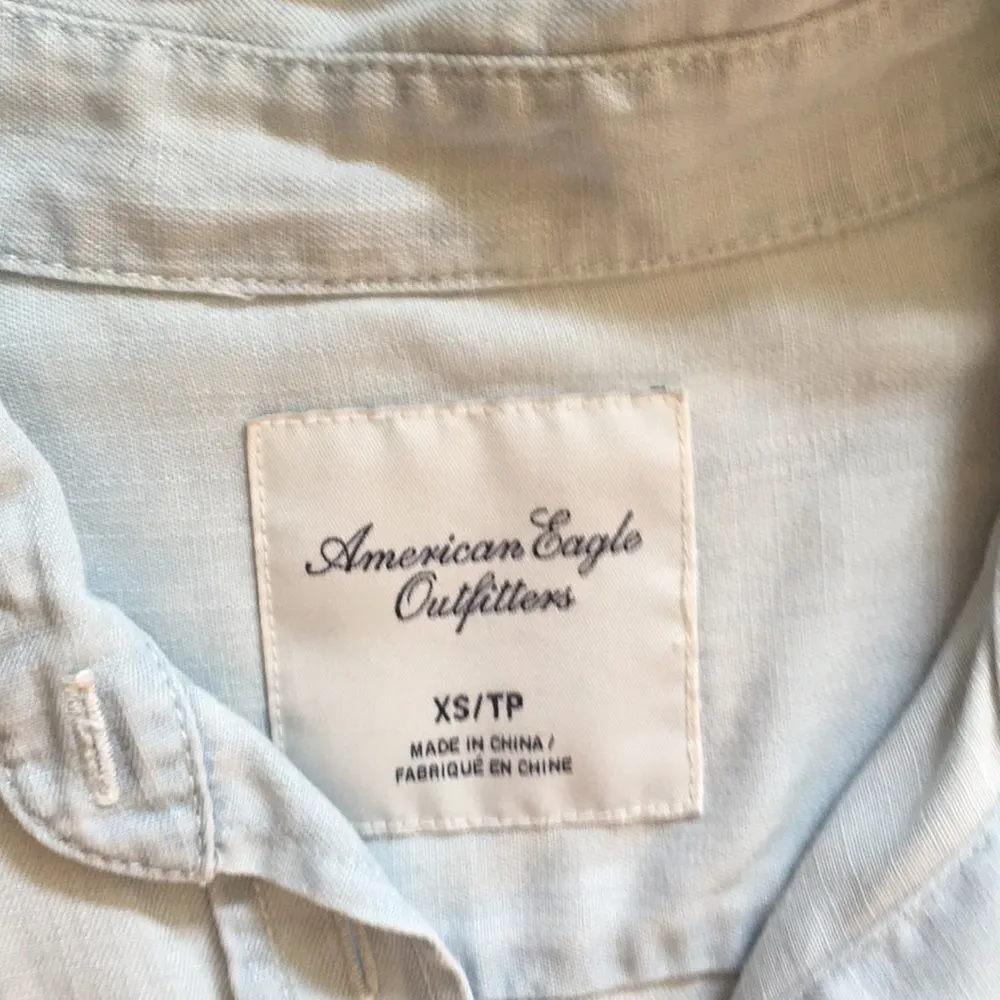 American Eagle
Outfitters
XS/TP
MADE IN CHINA /
FABRIQUÉ EN CHINE